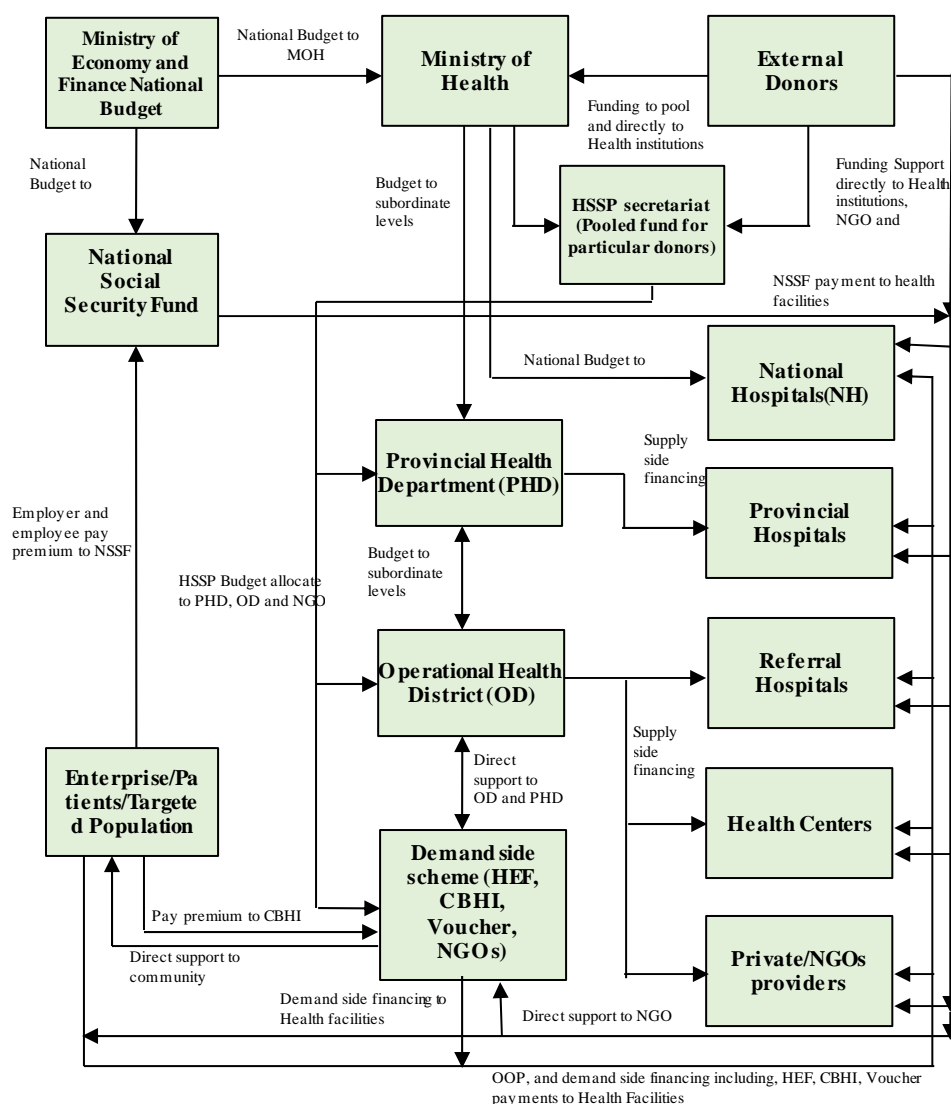 Ministry of
Economy and
Finance National
Budget
National Budget to
MOH
Ministry of
Health
External
Donors
Funding to pool
and directly to
Health institutions
National
Budget to
Budget to
subordinate
levels
HSSP secretariat
(Pooled fund for
particular donors)
Funding Support
directly to Health
institutions,
NGO and
National
Social
Security Fund
NSSF payment to health
facilities
National Budget to
National
Hospitals(NH)
Provincial Health
Department (PHD)
Supply
side
financing
Provincial
Hospitals
Employer and
employee pay
premium to NSSF
Budget to
subordinate
levels
HSSP Budget allocate
to PHD, OD and NGO
Operational Health
District (OD)
Referral
Hospitals
Supply
side
financing
Direct
support to
OD and PHD
Enterprise/Pa
tients/Targete
d Population
Health Centers
Demand side
scheme (HEF,
CBHI,
Voucher,
NGOs)
Pay premium to CBHI
Direct support to
community
Private/NGOs
providers
Demand side financing to
Health facilities
Direct support to NGO
OOP, and demand side financing including, HEF, CBHI, Voucher
payments to Health Facilities